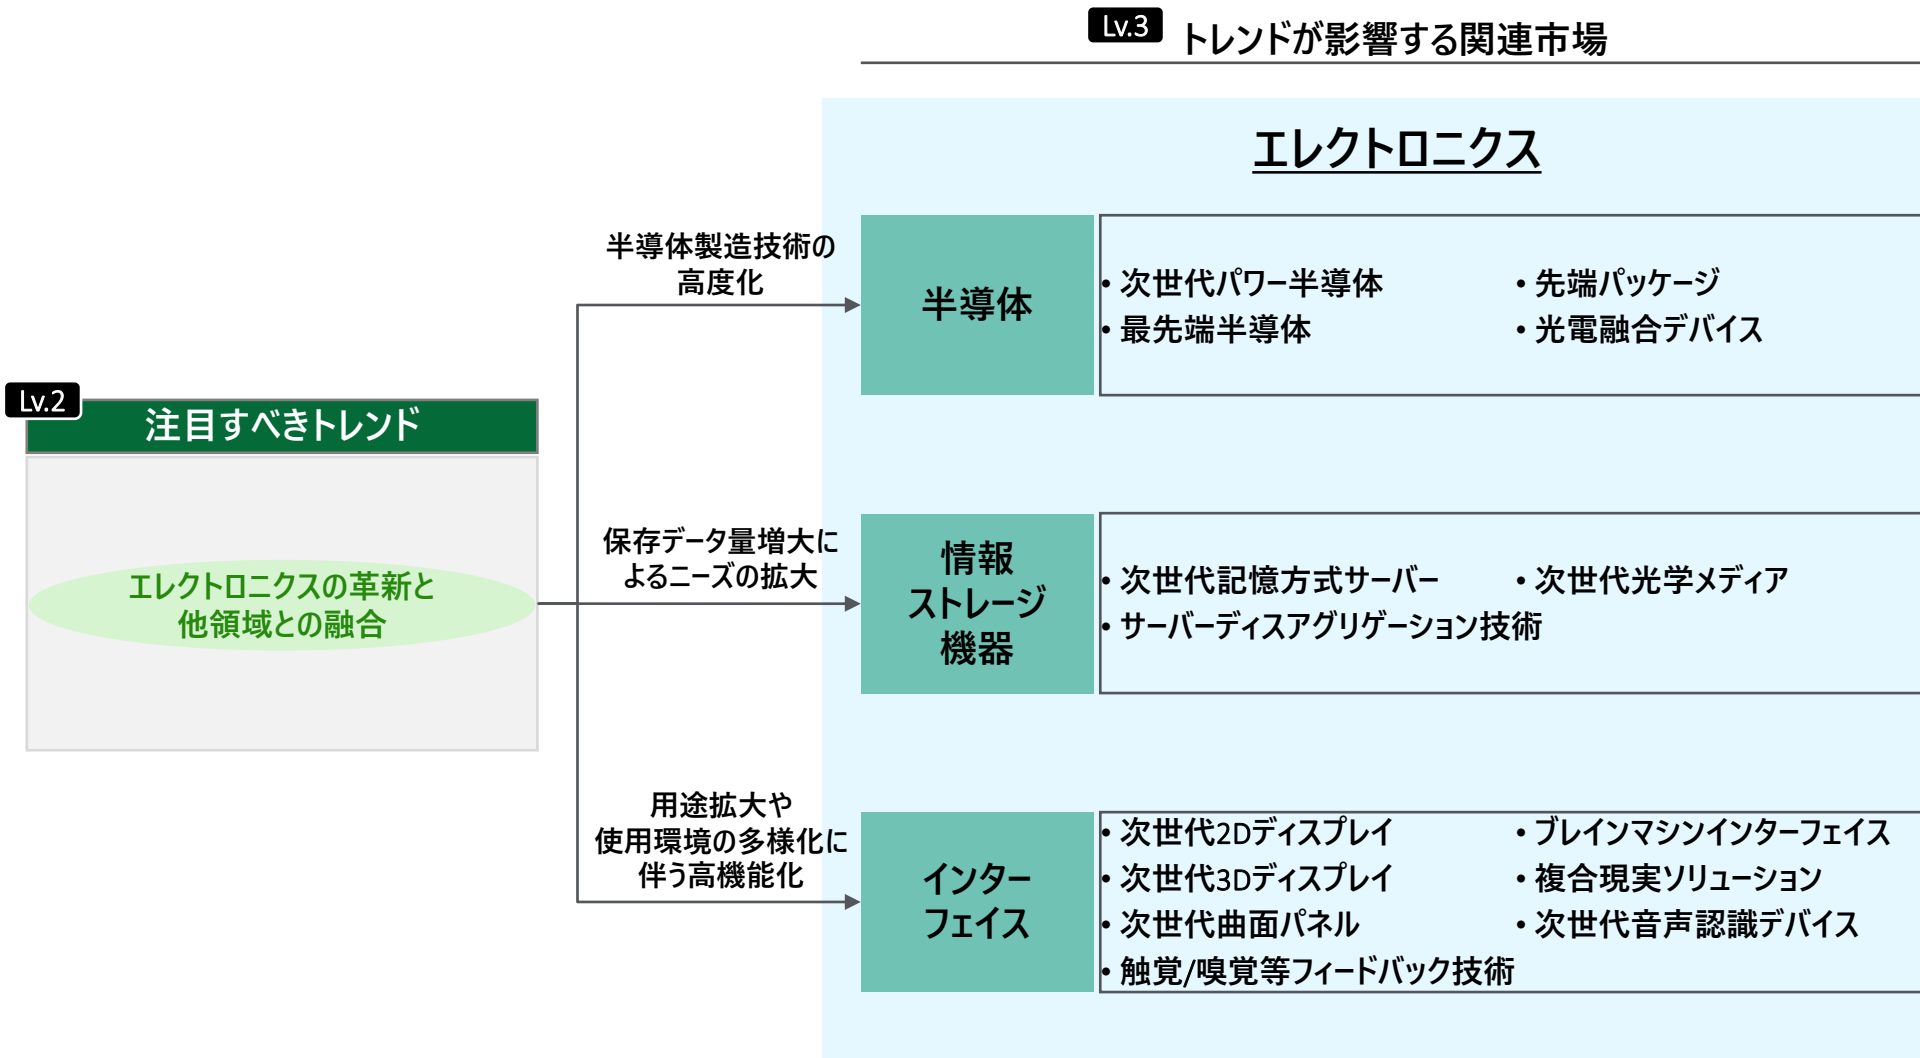 Lv.3 トレンドが影響する関連市場
エレクトロニクス
Lv.2
注目すべきトレンド
エレクトロニクスの革新と
他領域との融合
半導体製造技術の
高度化
半導体
・次世代パワー半導体
・先端パッケージ
・最先端半導体
・光電融合デバイス
保存データ量増大に
よるニーズの拡大
情報
ストレージ
機器
・次世代記憶方式サーバー
・次世代光学メディア
・サーバーディスアグリゲーション技術
用途拡大や
使用環境の多様化に
伴う高機能化
インター
フェイス
・次世代2Dディスプレイ
・ブレインマシンインターフェイス
・次世代3Dディスプレイ
・複合現実ソリューション
・次世代曲面パネル
・次世代音声認識デバイス
・触覚/嗅覚等フィードバック技術